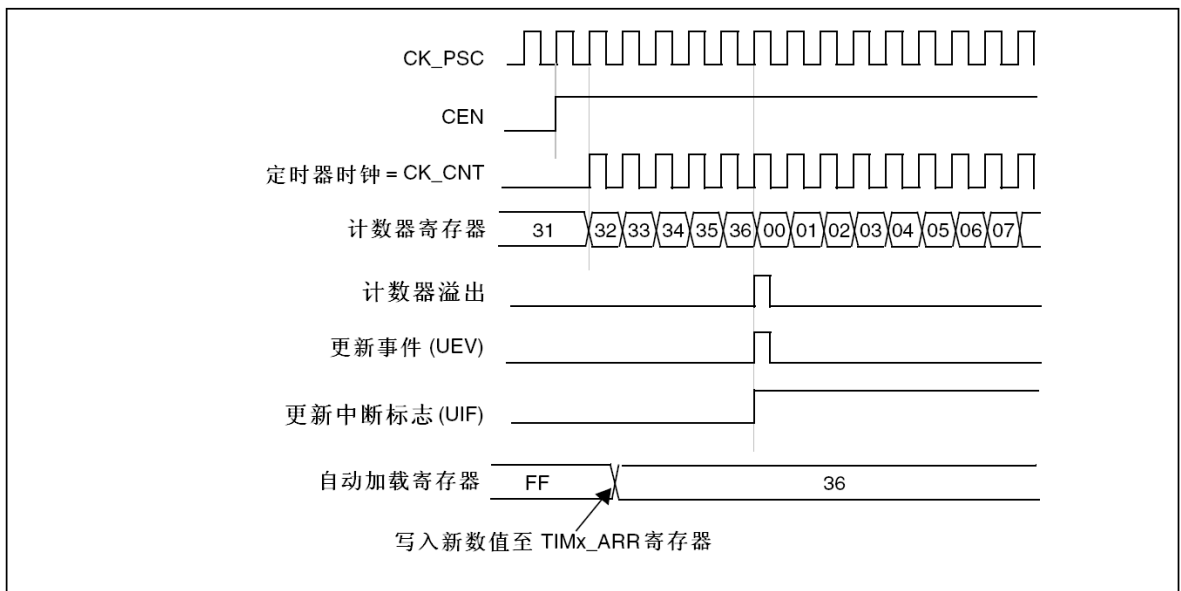 CK_PSC
CEN
定时器时钟 = CK_CNT
计数器寄存器 31 32 33 34 35 36 00 01 02 03 04 05 06 07
计数器溢出
更新事件 (UEV)
更新中断标志 (UIF)
自动加载寄存器 FF 36
写入新数值至 TIMx_ARR 寄存器